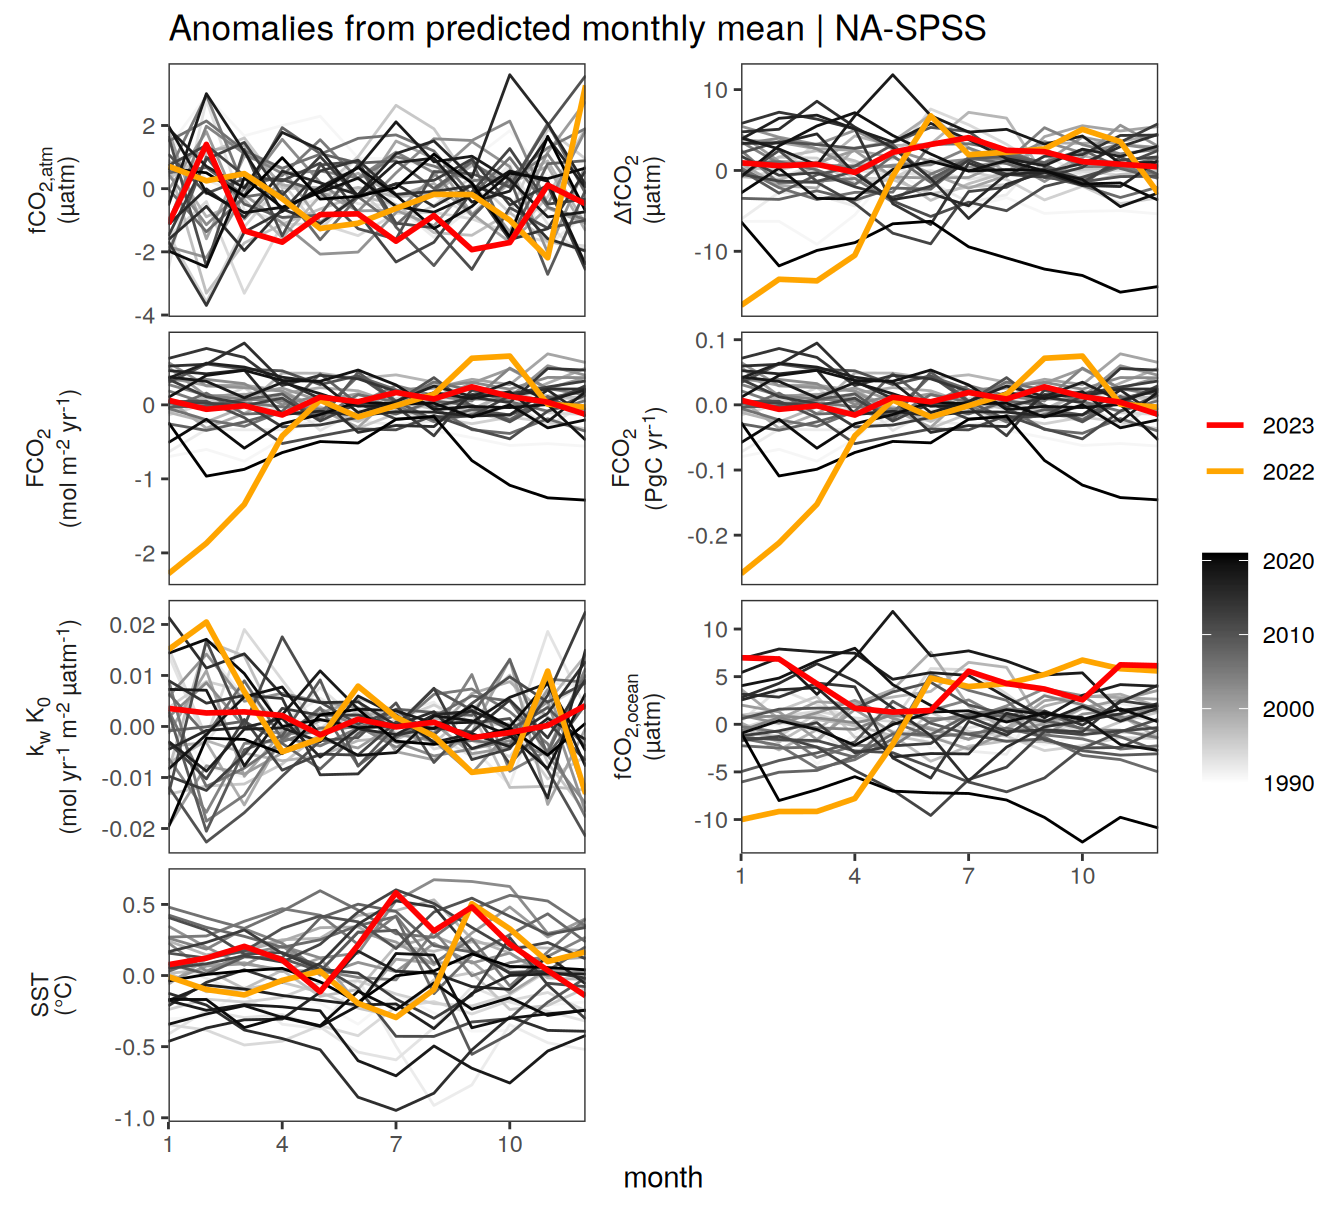 Anomalies from predicted monthly mean | NA-SPSS
fCO2,atm
(µatm)
2
0
-2
-4
ΔfCO2
(µatm)
10
0
-10
FCO2
(mol m-2 yr-1)
0
-1
-2
FCO2
(PgC yr-1)
0.1
0.0
-0.1
-0.2
kw K0
(mol yr-1 m-2 µatm-1)
0.02
0.01
0.00
-0.01
-0.02
fCO2,ocean
(µatm)
10
5
0
-5
-10
1 4 7 10
SST
(°C)
0.5
0.0
-0.5
-1.0
1 4 7 10
month
2023
2022
2020
2010
2000
1990